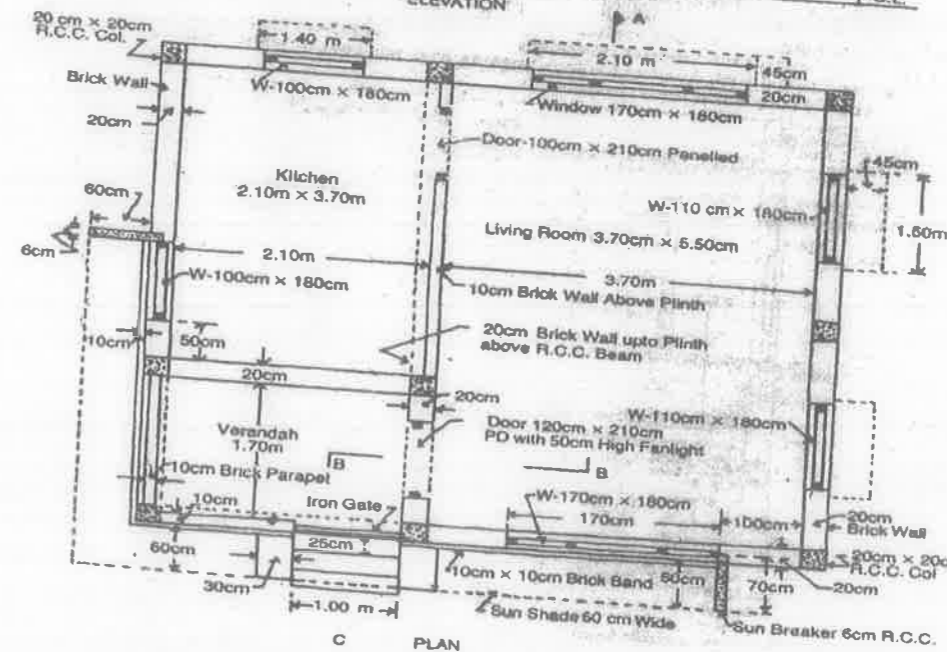 ELEVATION
A
20 cm × 20cm
R.C.C. Col.
1.40 m
2.10 m
45cm
20cm
Brick Wall
W-100cm × 180cm
Window 170cm × 180cm
20cm
Door-100cm × 210cm Panelled
Kitchen
2.10m × 3.70m
45cm
60cm
W-110 cm × 180cm
1.60m
Living Room 3.70cm × 5.50cm
6cm
2.10m
3.70m
W-100cm × 180cm
10cm Brick Wall Above Plinth
10cm
50cm
20cm Brick Wall upto Plinth
above R.C.C. Beam
20cm
20cm
W-110cm × 180cm
Verandah
1.70m
Door 120cm × 210cm
PD with 50cm High Fanlight
B
B
10cm Brick Parapet
10cm
Iron Gate
W-170cm × 180cm
170cm
100cm
20cm
Brick Wall
60cm
25cm
20cm × 20c
R.C.C. Col
30cm
10cm × 10cm Brick Band
60cm
70cm
20cm
1.00 m
Sun Shade 60 cm Wide
Sun Breaker 6cm R.C.C.
C
PLAN